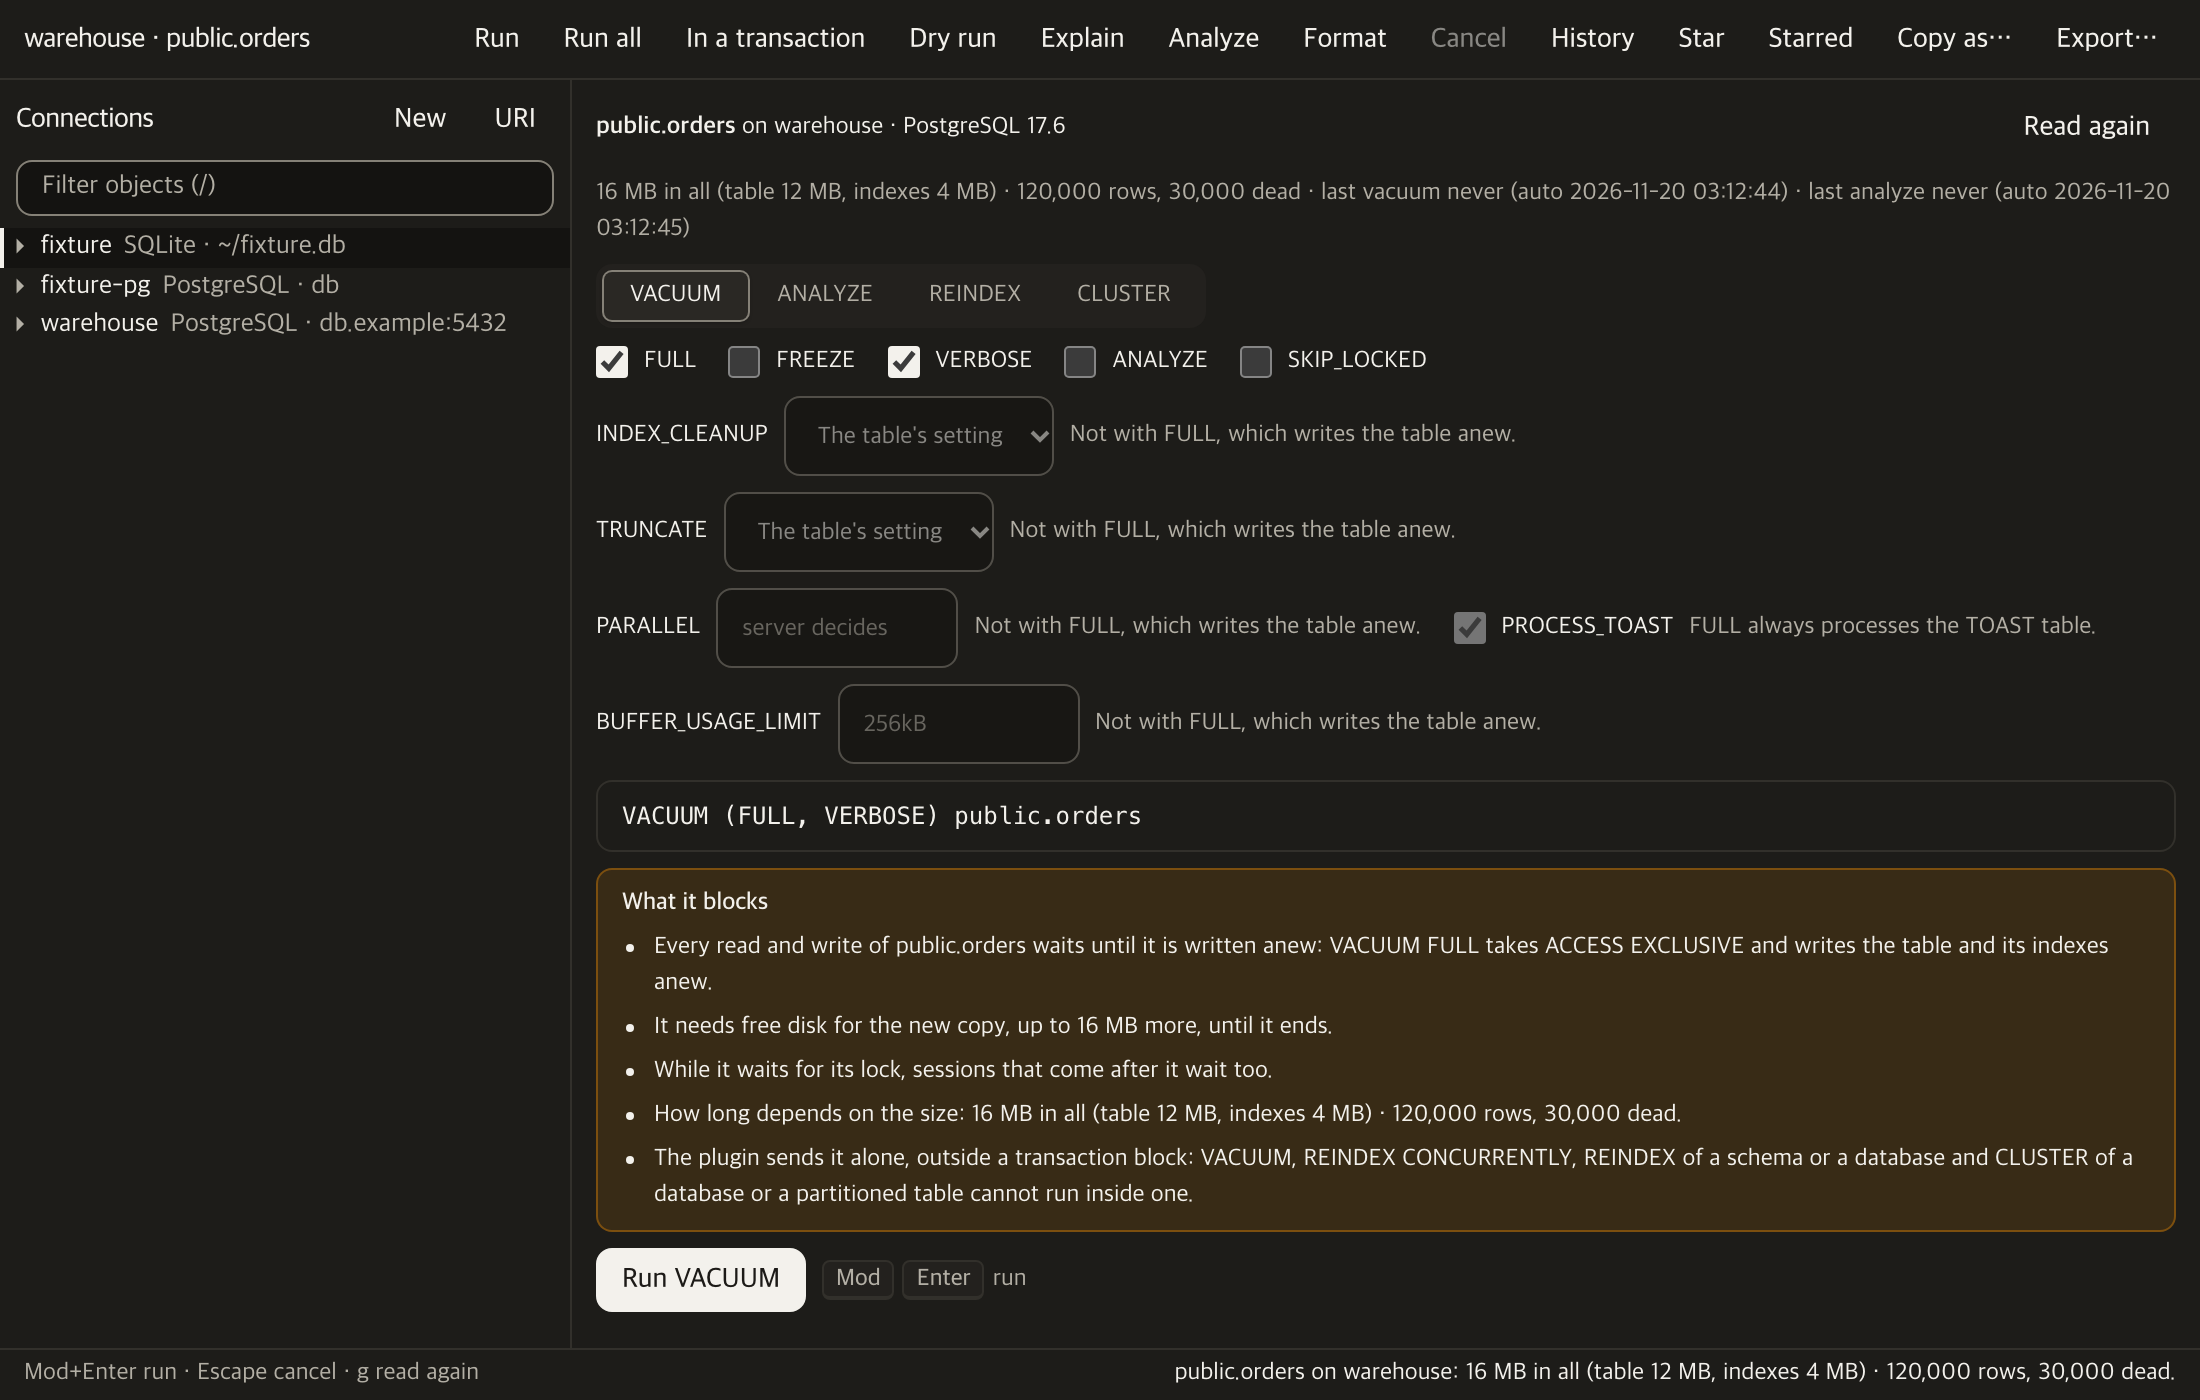 warehouse · public.orders
Run
Run all
In a transaction
Dry run
Explain
Analyze
Format
Cancel
History
Star
Starred
Copy as…
Export…
Connections
New
URI
Filter objects (/)
fixture SQLite · ~/fixture.db
fixture-pg PostgreSQL · db
warehouse PostgreSQL · db.example:5432
public.orders on warehouse · PostgreSQL 17.6
Read again
16 MB in all (table 12 MB, indexes 4 MB) · 120,000 rows, 30,000 dead · last vacuum never (auto 2026-11-20 03:12:44) · last analyze never (auto 2026-11-20
03:12:45)
VACUUM
ANALYZE
REINDEX
CLUSTER
FULL
FREEZE
VERBOSE
ANALYZE
SKIP_LOCKED
INDEX_CLEANUP
The table's setting
Not with FULL, which writes the table anew.
TRUNCATE
The table's setting
Not with FULL, which writes the table anew.
PARALLEL
server decides
Not with FULL, which writes the table anew.
PROCESS_TOAST
FULL always processes the TOAST table.
BUFFER_USAGE_LIMIT
256kB
Not with FULL, which writes the table anew.
VACUUM (FULL, VERBOSE) public.orders
What it blocks
• Every read and write of public.orders waits until it is written anew: VACUUM FULL takes ACCESS EXCLUSIVE and writes the table and its indexes
anew.
• It needs free disk for the new copy, up to 16 MB more, until it ends.
• While it waits for its lock, sessions that come after it wait too.
• How long depends on the size: 16 MB in all (table 12 MB, indexes 4 MB) · 120,000 rows, 30,000 dead.
• The plugin sends it alone, outside a transaction block: VACUUM, REINDEX CONCURRENTLY, REINDEX of a schema or a database and CLUSTER of a
database or a partitioned table cannot run inside one.
Run VACUUM
Mod Enter run
Mod+Enter run · Escape cancel · g read again
public.orders on warehouse: 16 MB in all (table 12 MB, indexes 4 MB) · 120,000 rows, 30,000 dead.